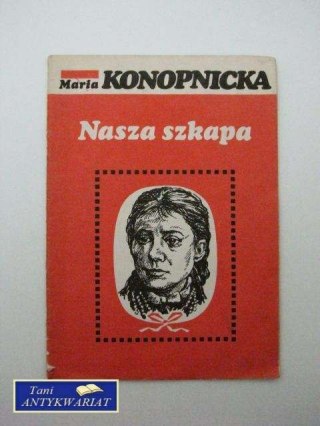 Maria KONOPNICKA
Nasza szkapa
Tani
ANTYKWARIAT